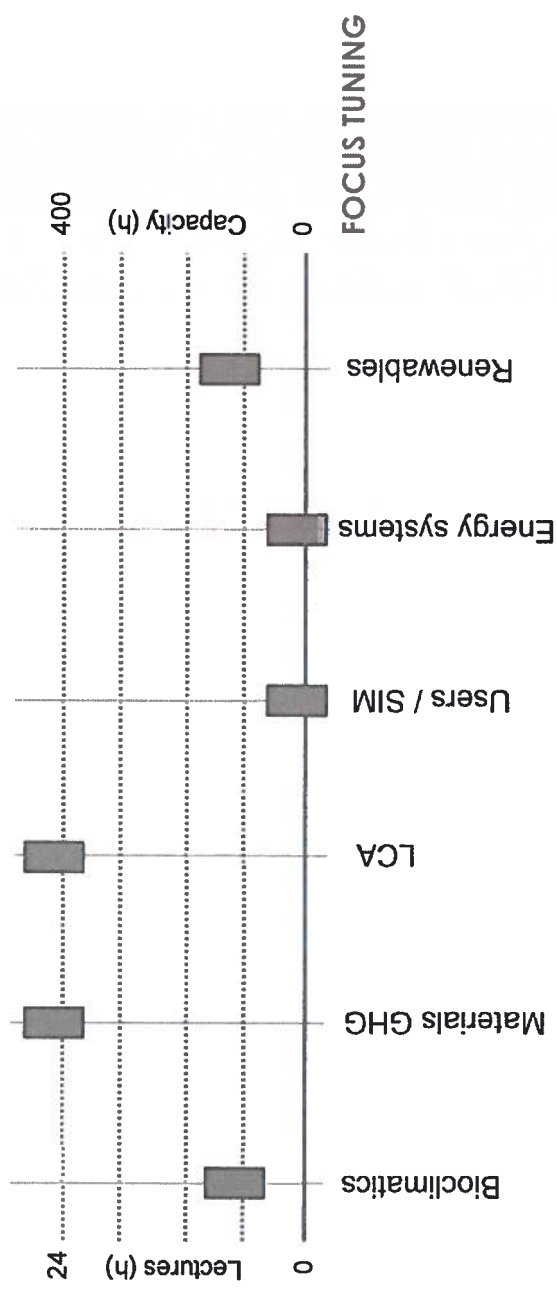 FOCUS TUNING
400
Capacity (h)
0
Renewables
Energy systems
Users / SIM
LCA
Materials GHG
Bioclimatics
24
Lectures (h)
0